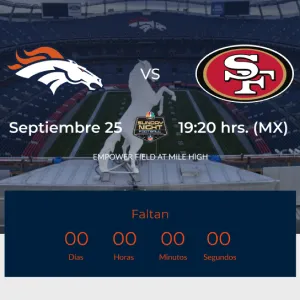 VS
SF
Septiembre 25
SUNDAY
NIGHT
FOOTBALL
19:20 hrs. (MX)
EMPOWER FIELD AT MILE HIGH
Faltan
00 00 00 00
Días Horas Minutos Segundos